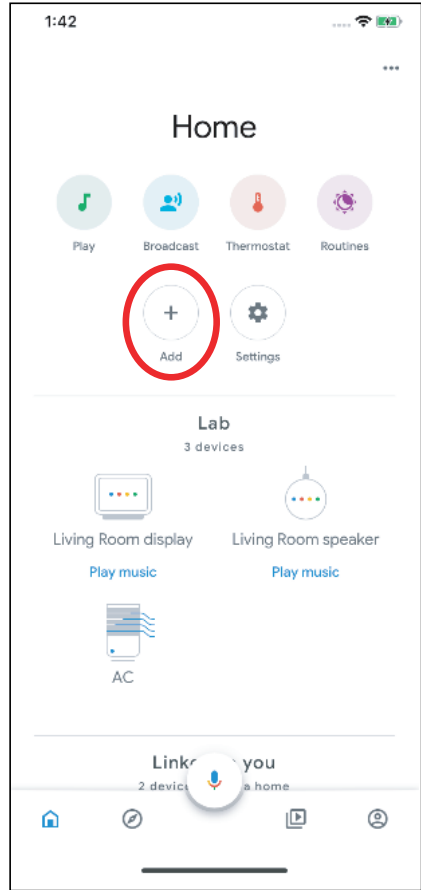 1:42
Home
Play Broadcast Thermostat Routines
Add Settings
Lab
3 devices
Living Room display Living Room speaker
Play music Play music
AC
you
2 home